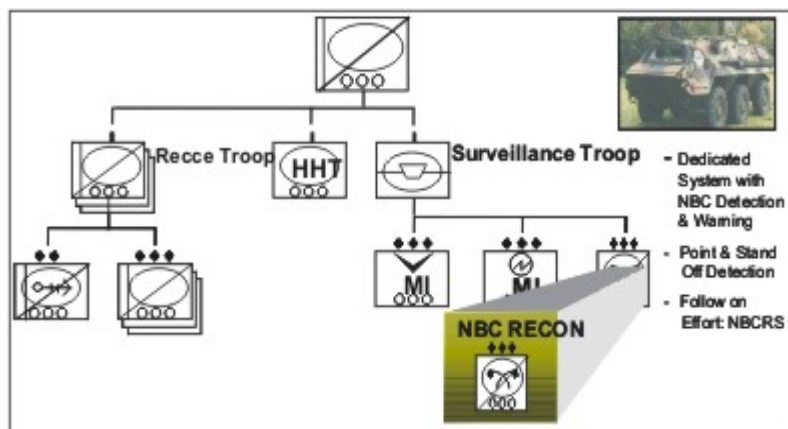 Recce Troop
HHT
Surveillance Troop
- Dedicated
System with
NBC Detection
& Warning
- Point & Stand
Off Detection
- Follow on
Effort: NBCRS
MI
MI
NBC RECON